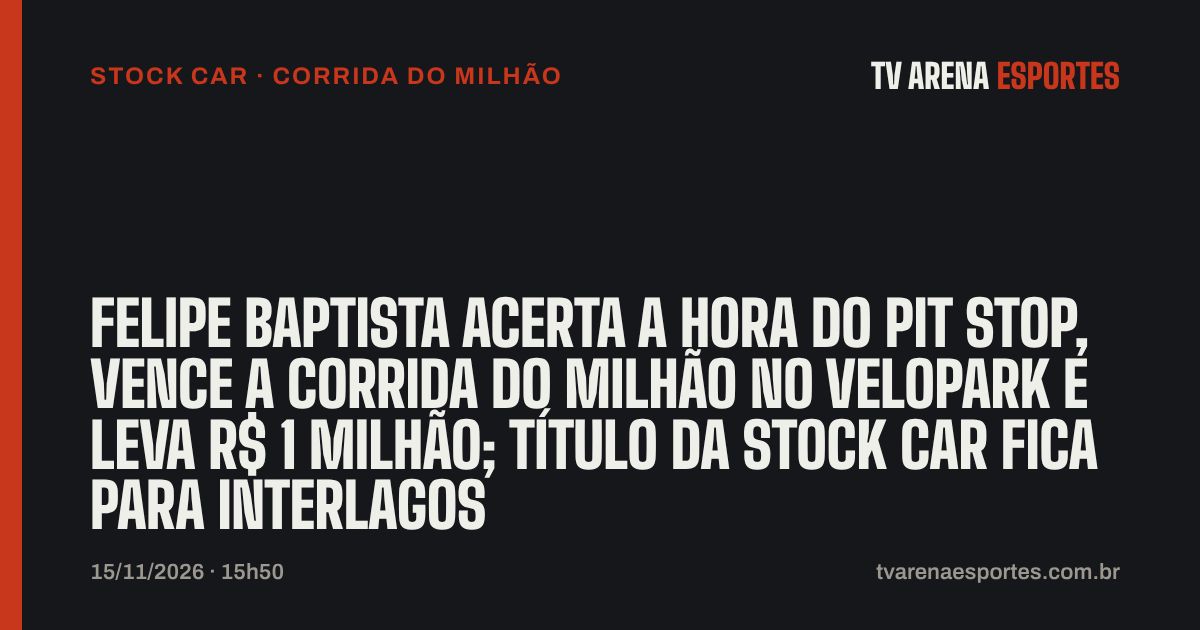 STOCK CAR · CORRIDA DO MILHÃO
TV ARENA ESPORTES
FELIPE BAPTISTA ACERTA A HORA DO PIT STOP,
VENCE A CORRIDA DO MILHÃO NO VELOPARK E
LEVA R$ 1 MILHÃO; TÍTULO DA STOCK CAR FICA
PARA INTERLAGOS
15/11/2026 · 15h50
tvarenaesportes.com.br